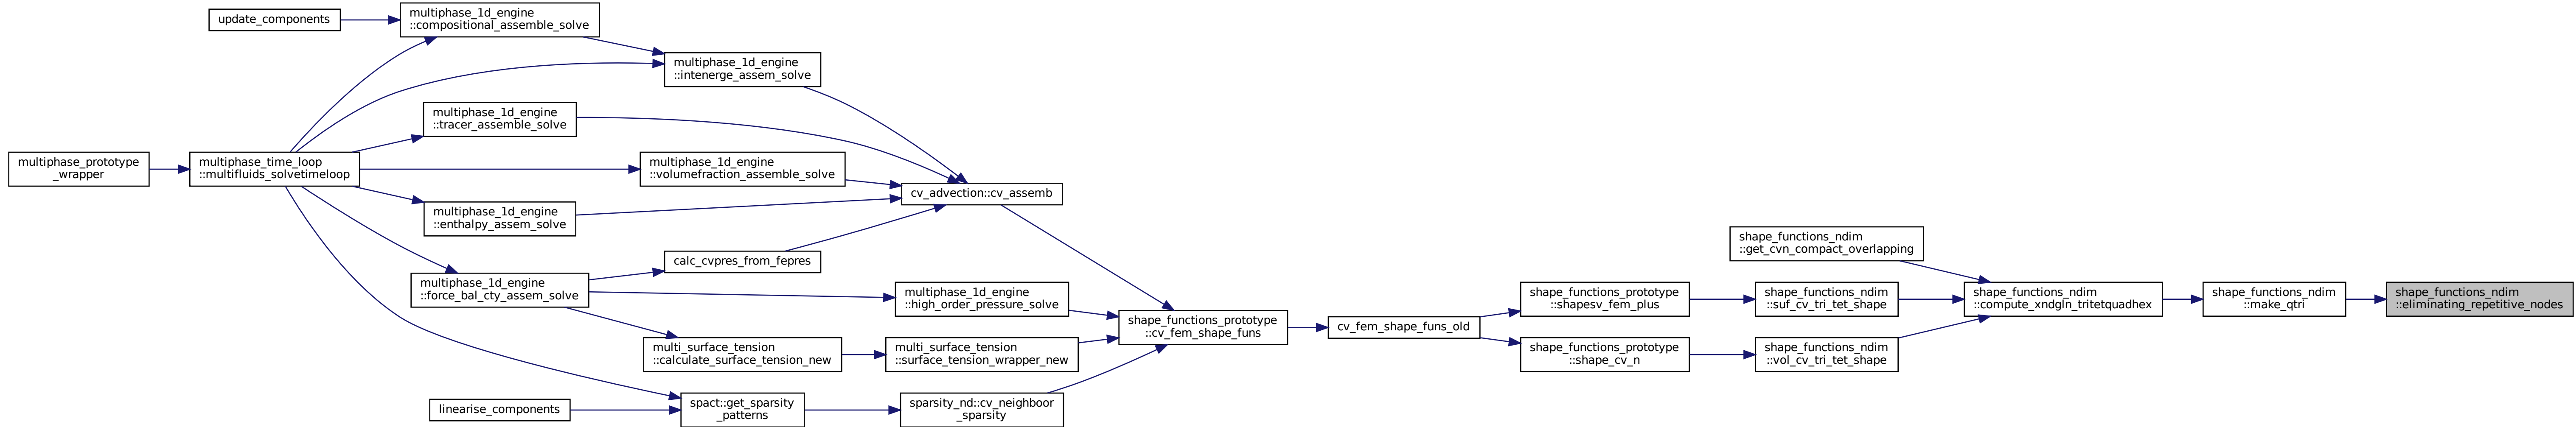 update_components
multiphase_1d_engine
::compositional_assemble_solve
multiphase_1d_engine
::intenerge_assem_solve
multiphase_1d_engine
::tracer_assemble_solve
multiphase_prototype
_wrapper
multiphase_time_loop
::multifluids_solvetimeloop
multiphase_1d_engine
::volumefraction_assemble_solve
cv_advection::cv_assemb
multiphase_1d_engine
::enthalpy_assem_solve
calc_cvpres_from_fepres
multiphase_1d_engine
::force_bal_cty_assem_solve
multiphase_1d_engine
::high_order_pressure_solve
multi_surface_tension
::calculate_surface_tension_new
multi_surface_tension
::surface_tension_wrapper_new
linearise_components
spact::get_sparsity
_patterns
sparsity_nd::cv_neighboor
_sparsity
shape_functions_prototype
::cv_fem_shape_funs
cv_fem_shape_funs_old
shape_functions_prototype
::shapesv_fem_plus
shape_functions_prototype
::shape_cv_n
shape_functions_ndim
::get_cvn_compact_overlapping
shape_functions_ndim
::suf_cv_tri_tet_shape
shape_functions_ndim
::vol_cv_tri_tet_shape
shape_functions_ndim
::compute_xndgln_tritetquadhex
shape_functions_ndim
::make_qtri
shape_functions_ndim
::eliminating_repetitive_nodes